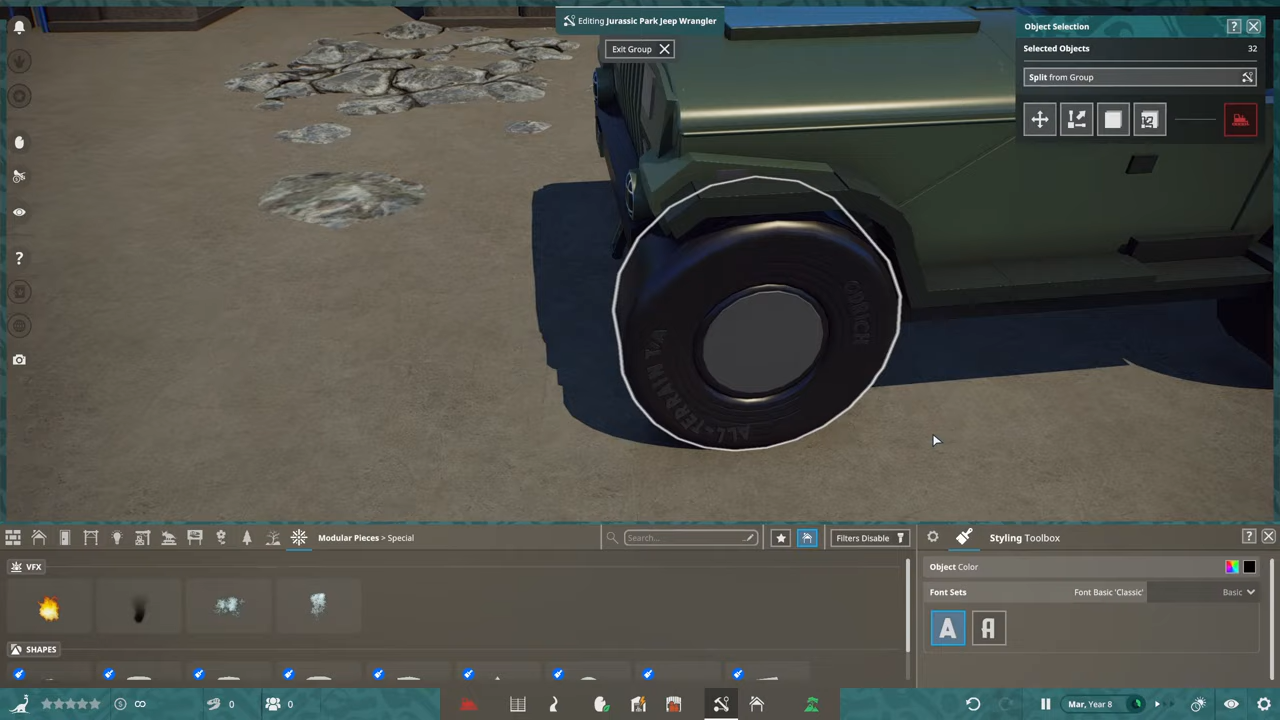 Editing Jurassic Park Jeep Wrangler
Exit Group
Object Selection
?
Selected Objects 32
Split from Group
12
?
ALL-TERRAIN
Modular Pieces > Special
Search...
Filters Disable
Styling Toolbox
?
VFX
Object Color
Font Sets Font Basic 'Classic' Basic
A Я
SHAPES
∞ 0 0
Mar, Year 8